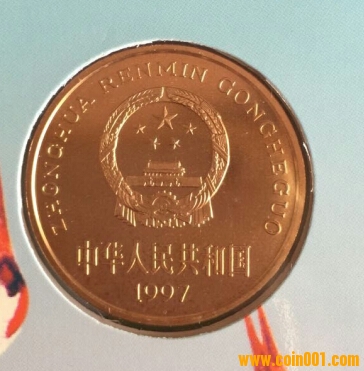 ZHONGHUA RENMIN GONGHEGUO
中华人民共和国
1997
www.coin001.com